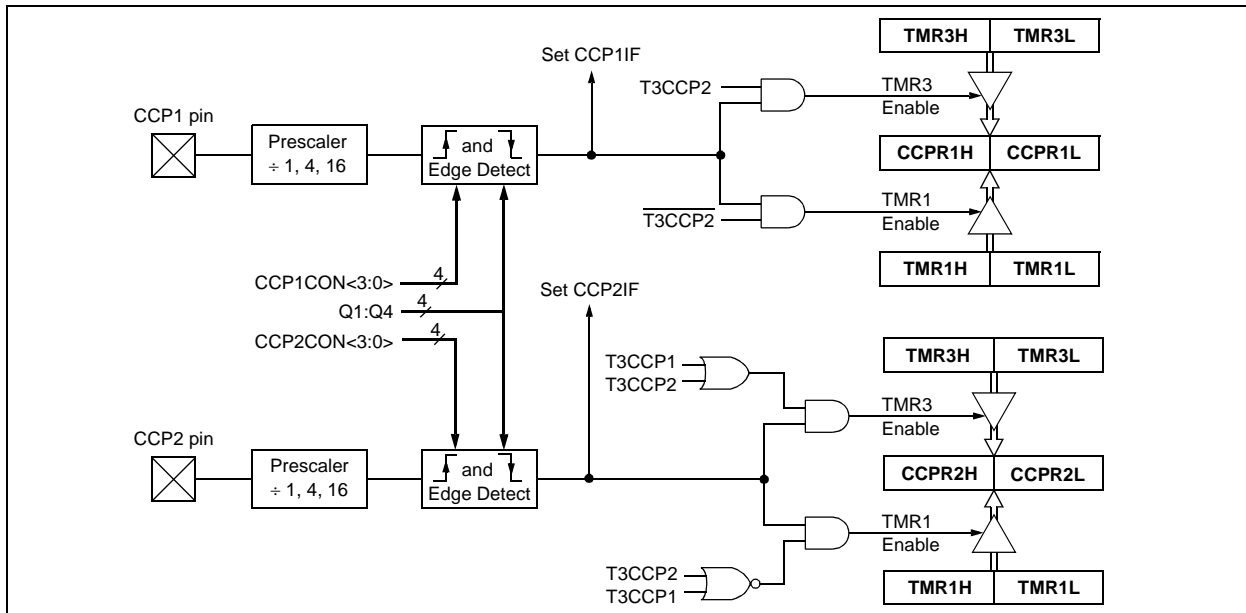 TMR3H TMR3L
Set CCP1IF
T3CCP2
TMR3
Enable
CCP1 pin
Prescaler
÷ 1, 4, 16
and
Edge Detect
CCPR1H CCPR1L
TMR1
Enable
T3CCP2
TMR1H TMR1L
CCP1CON<3:0> 4
Q1:Q4 4
CCP2CON<3:0> 4
Set CCP2IF
TMR3H TMR3L
T3CCP1
T3CCP2
TMR3
Enable
CCP2 pin
Prescaler
÷ 1, 4, 16
and
Edge Detect
CCPR2H CCPR2L
TMR1
Enable
T3CCP2
T3CCP1
TMR1H TMR1L